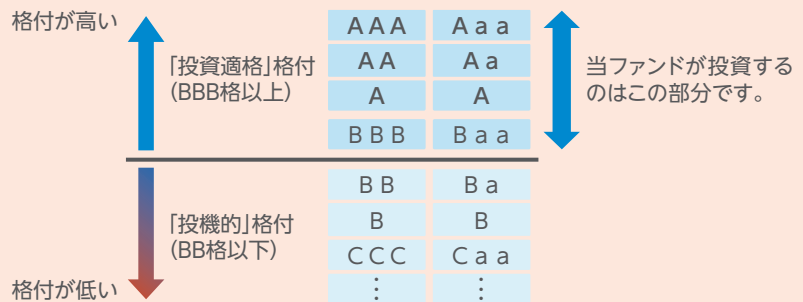 格付が高い
「投資適格」格付
(BBB格以上)
AAA Aaa
AA Aa
A A
BBB Baa
当ファンドが投資する
のはこの部分です。
「投機的」格付
(BB格以下)
BB Ba
B B
CCC Caa
⋮ ⋮
格付が低い